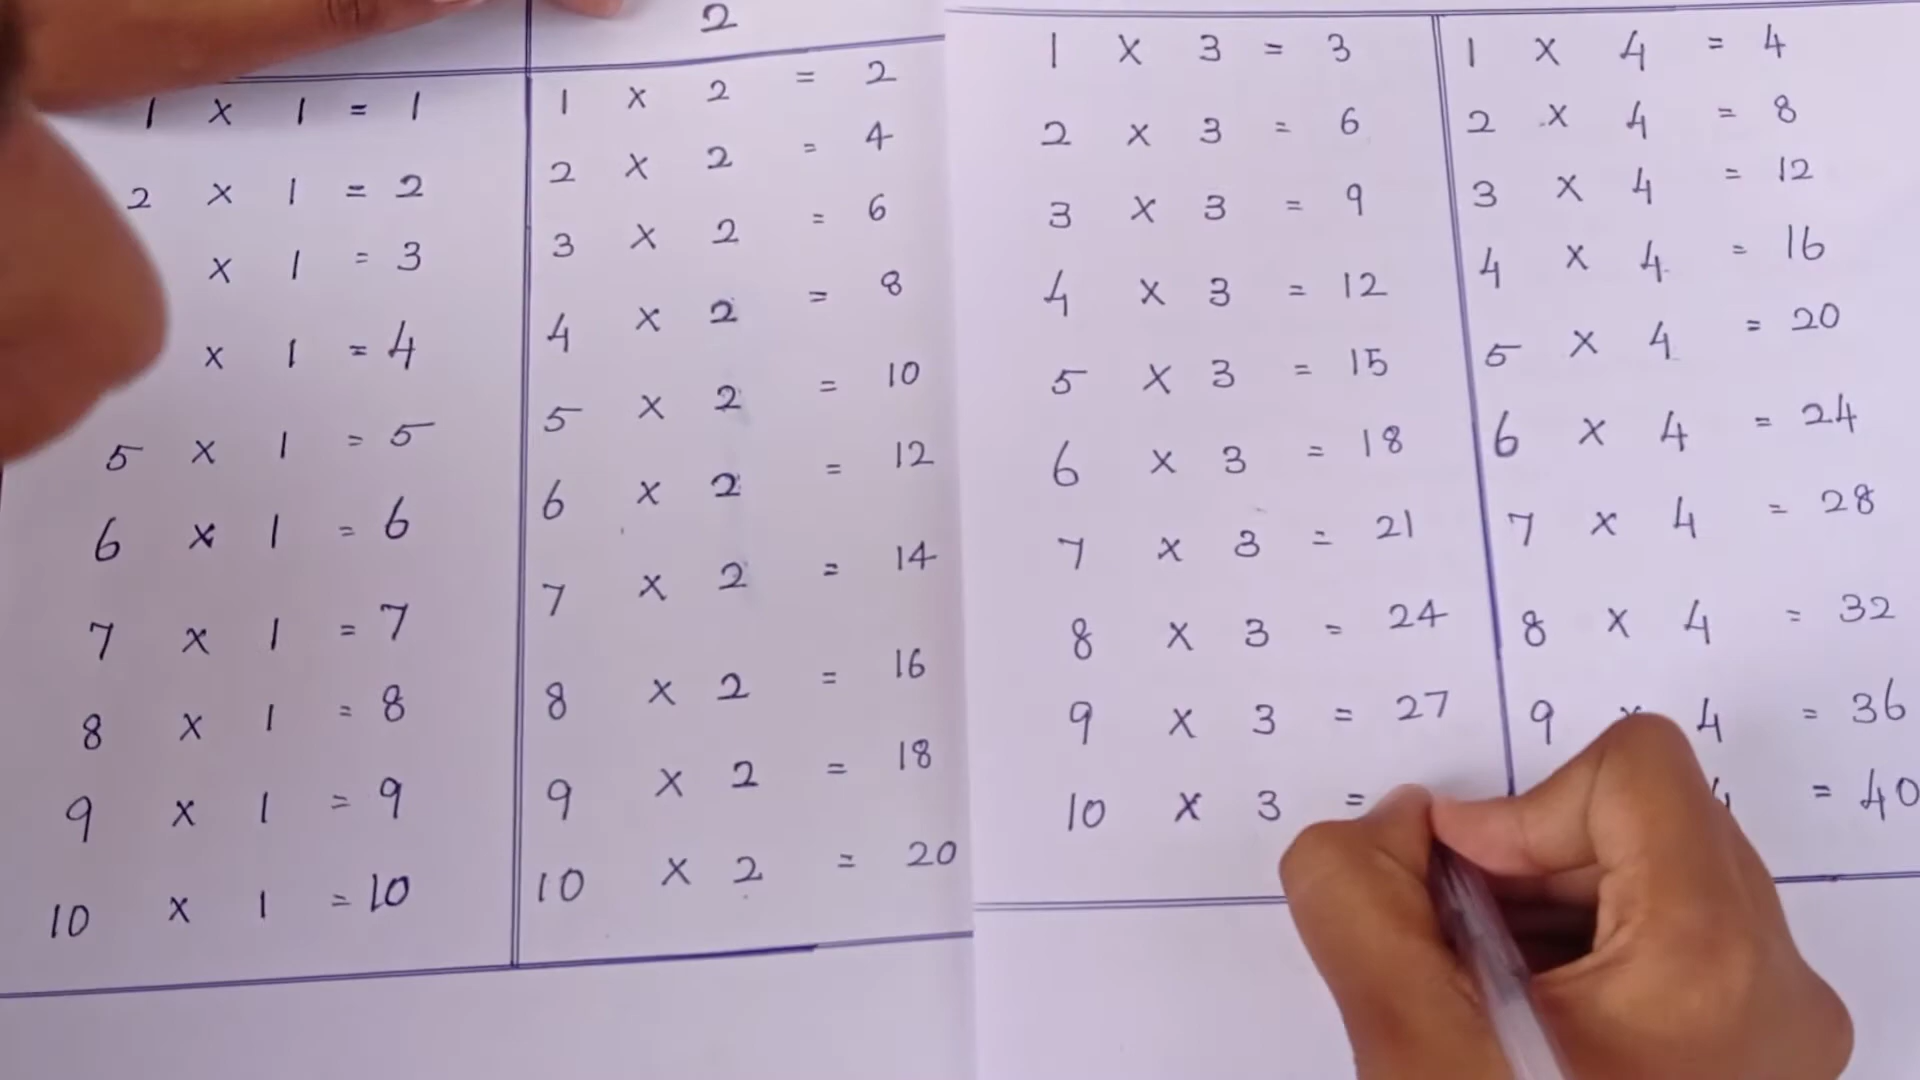 2
1 × 1 = 1
2 × 1 = 2
× 1 = 3
× 1 = 4
5 × 1 = 5
6 × 1 = 6
7 × 1 = 7
8 × 1 = 8
9 × 1 = 9
10 × 1 = 10
1 × 2 = 2
2 × 2 = 4
3 × 2 = 6
4 × 2 = 8
5 × 2 = 10
6 × 2 = 12
7 × 2 = 14
8 × 2 = 16
9 × 2 = 18
10 × 2 = 20
1 × 3 = 3
2 × 3 = 6
3 × 3 = 9
4 × 3 = 12
5 × 3 = 15
6 × 3 = 18
7 × 3 = 21
8 × 3 = 24
9 × 3 = 27
10 × 3 =
1 × 4 = 4
2 × 4 = 8
3 × 4 = 12
4 × 4 = 16
5 × 4 = 20
6 × 4 = 24
7 × 4 = 28
8 × 4 = 32
9 × 4 = 36
4 = 40